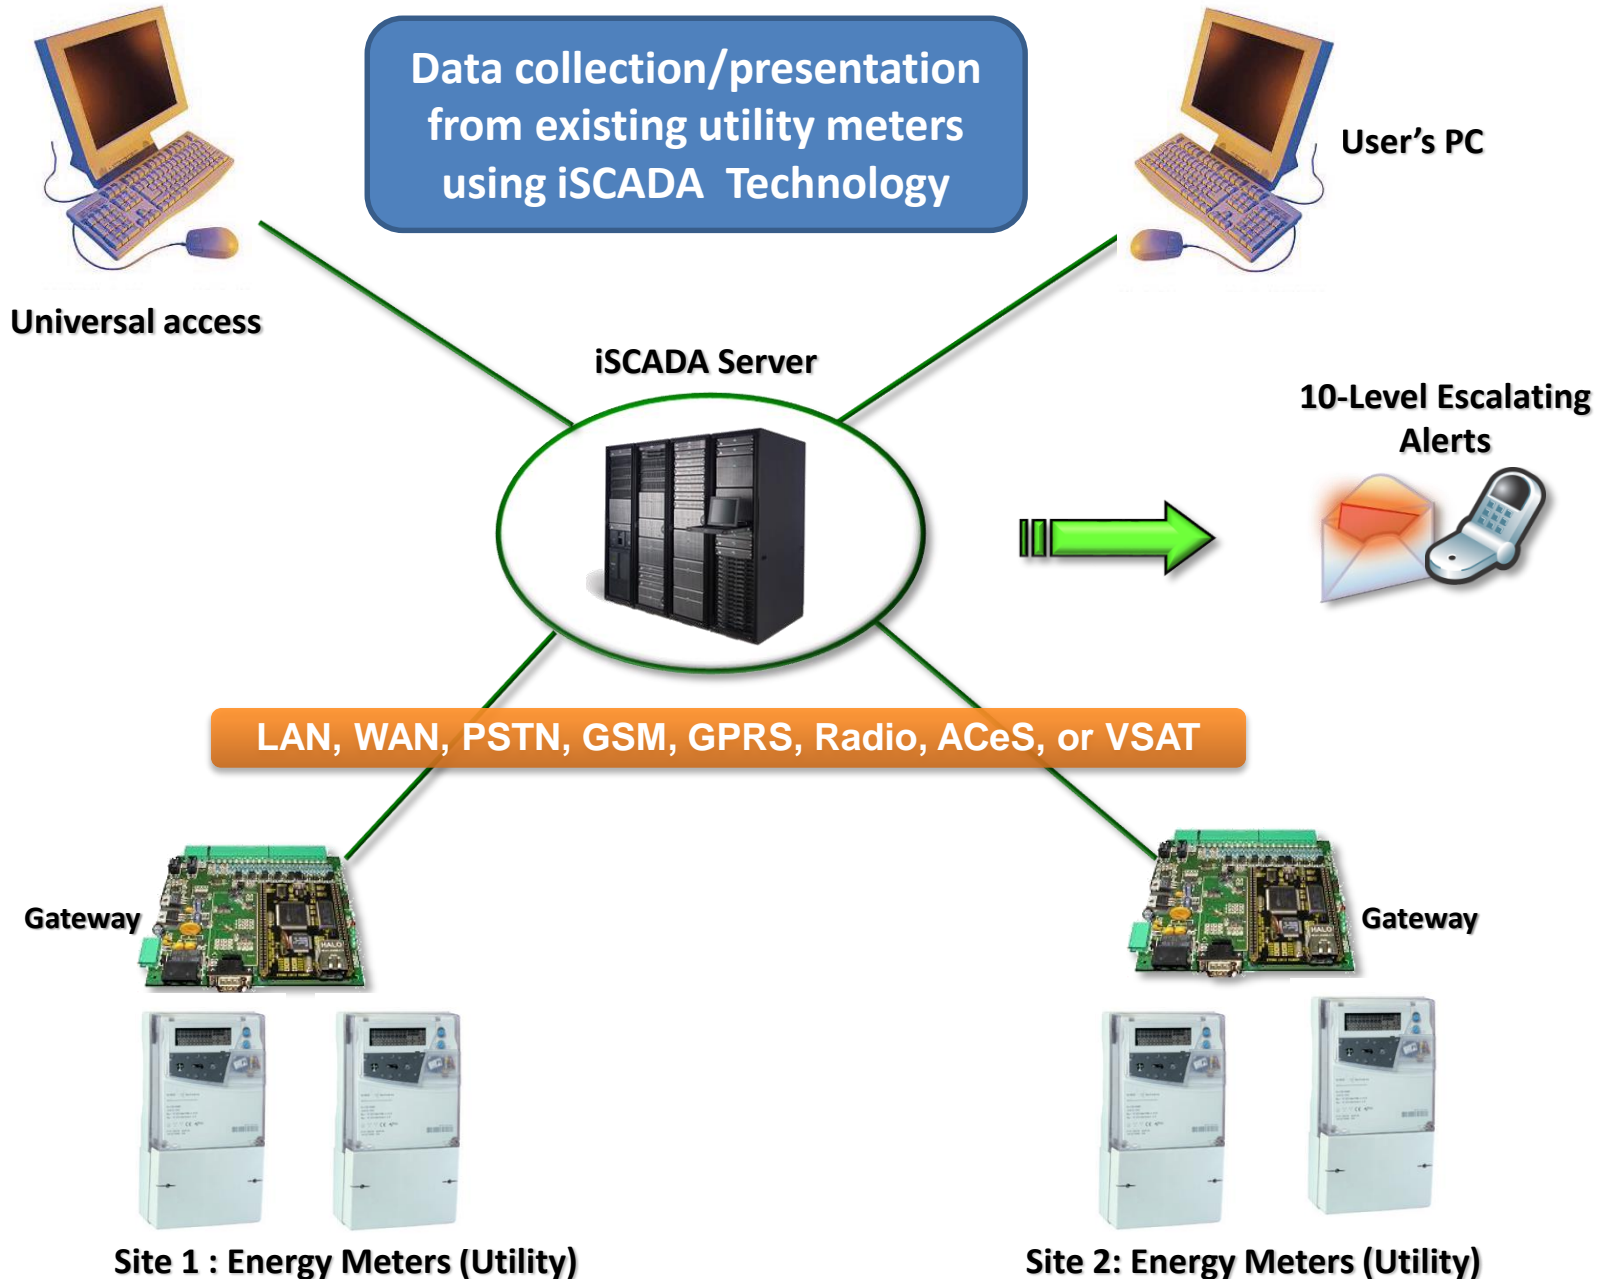 Data collection/presentation
from existing utility meters
using iSCADA Technology
User's PC
Universal access
iSCADA Server
10-Level Escalating
Alerts
LAN, WAN, PSTN, GSM, GPRS, Radio, ACeS, or VSAT
Gateway
HALO
Gateway
HALO
Site 1 : Energy Meters (Utility)
Site 2: Energy Meters (Utility)